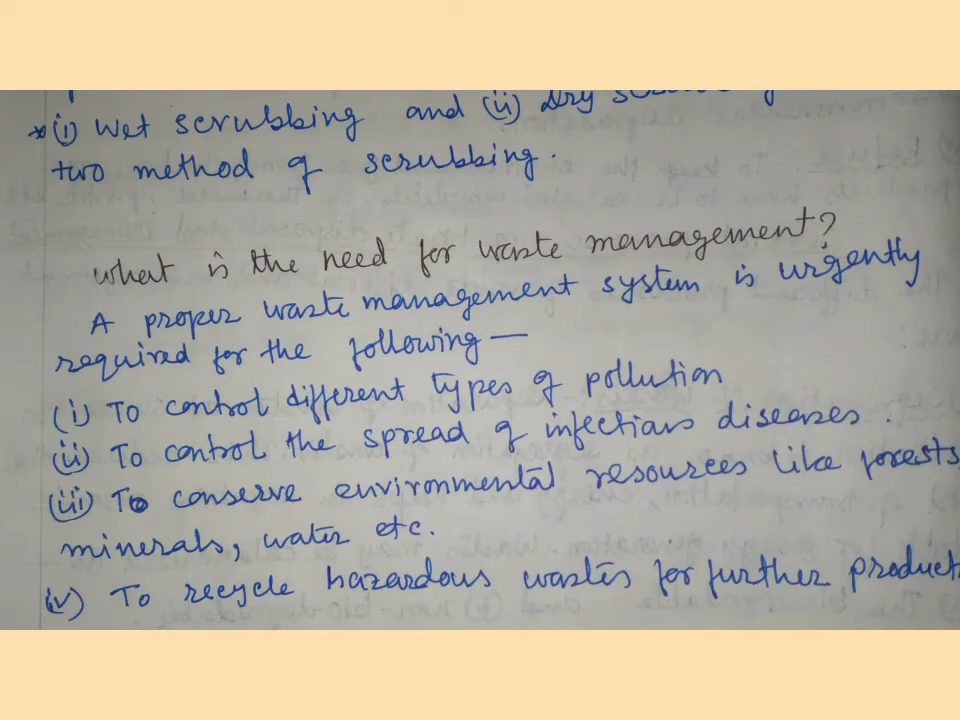 *(i) Wet scrubbing and (ii) Dry
two method of scrubbing.
What is the need for waste management?
A proper waste management system is urgently
required for the following —
(i) To control different types of pollution
(ii) To control the spread of infectious diseases.
(iii) To conserve environmental resources like forests,
minerals, water etc.
(iv) To recycle hazardous wastes for further product